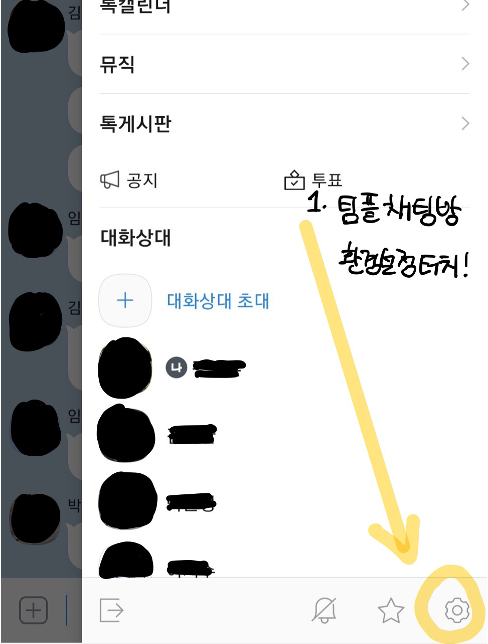 김
톡캘린더
뮤직
톡게시판
공지
투표
1. 팀플채팅방
환경설정터치!
임
대화상대
김
+ 대화상대 초대
나
임
박